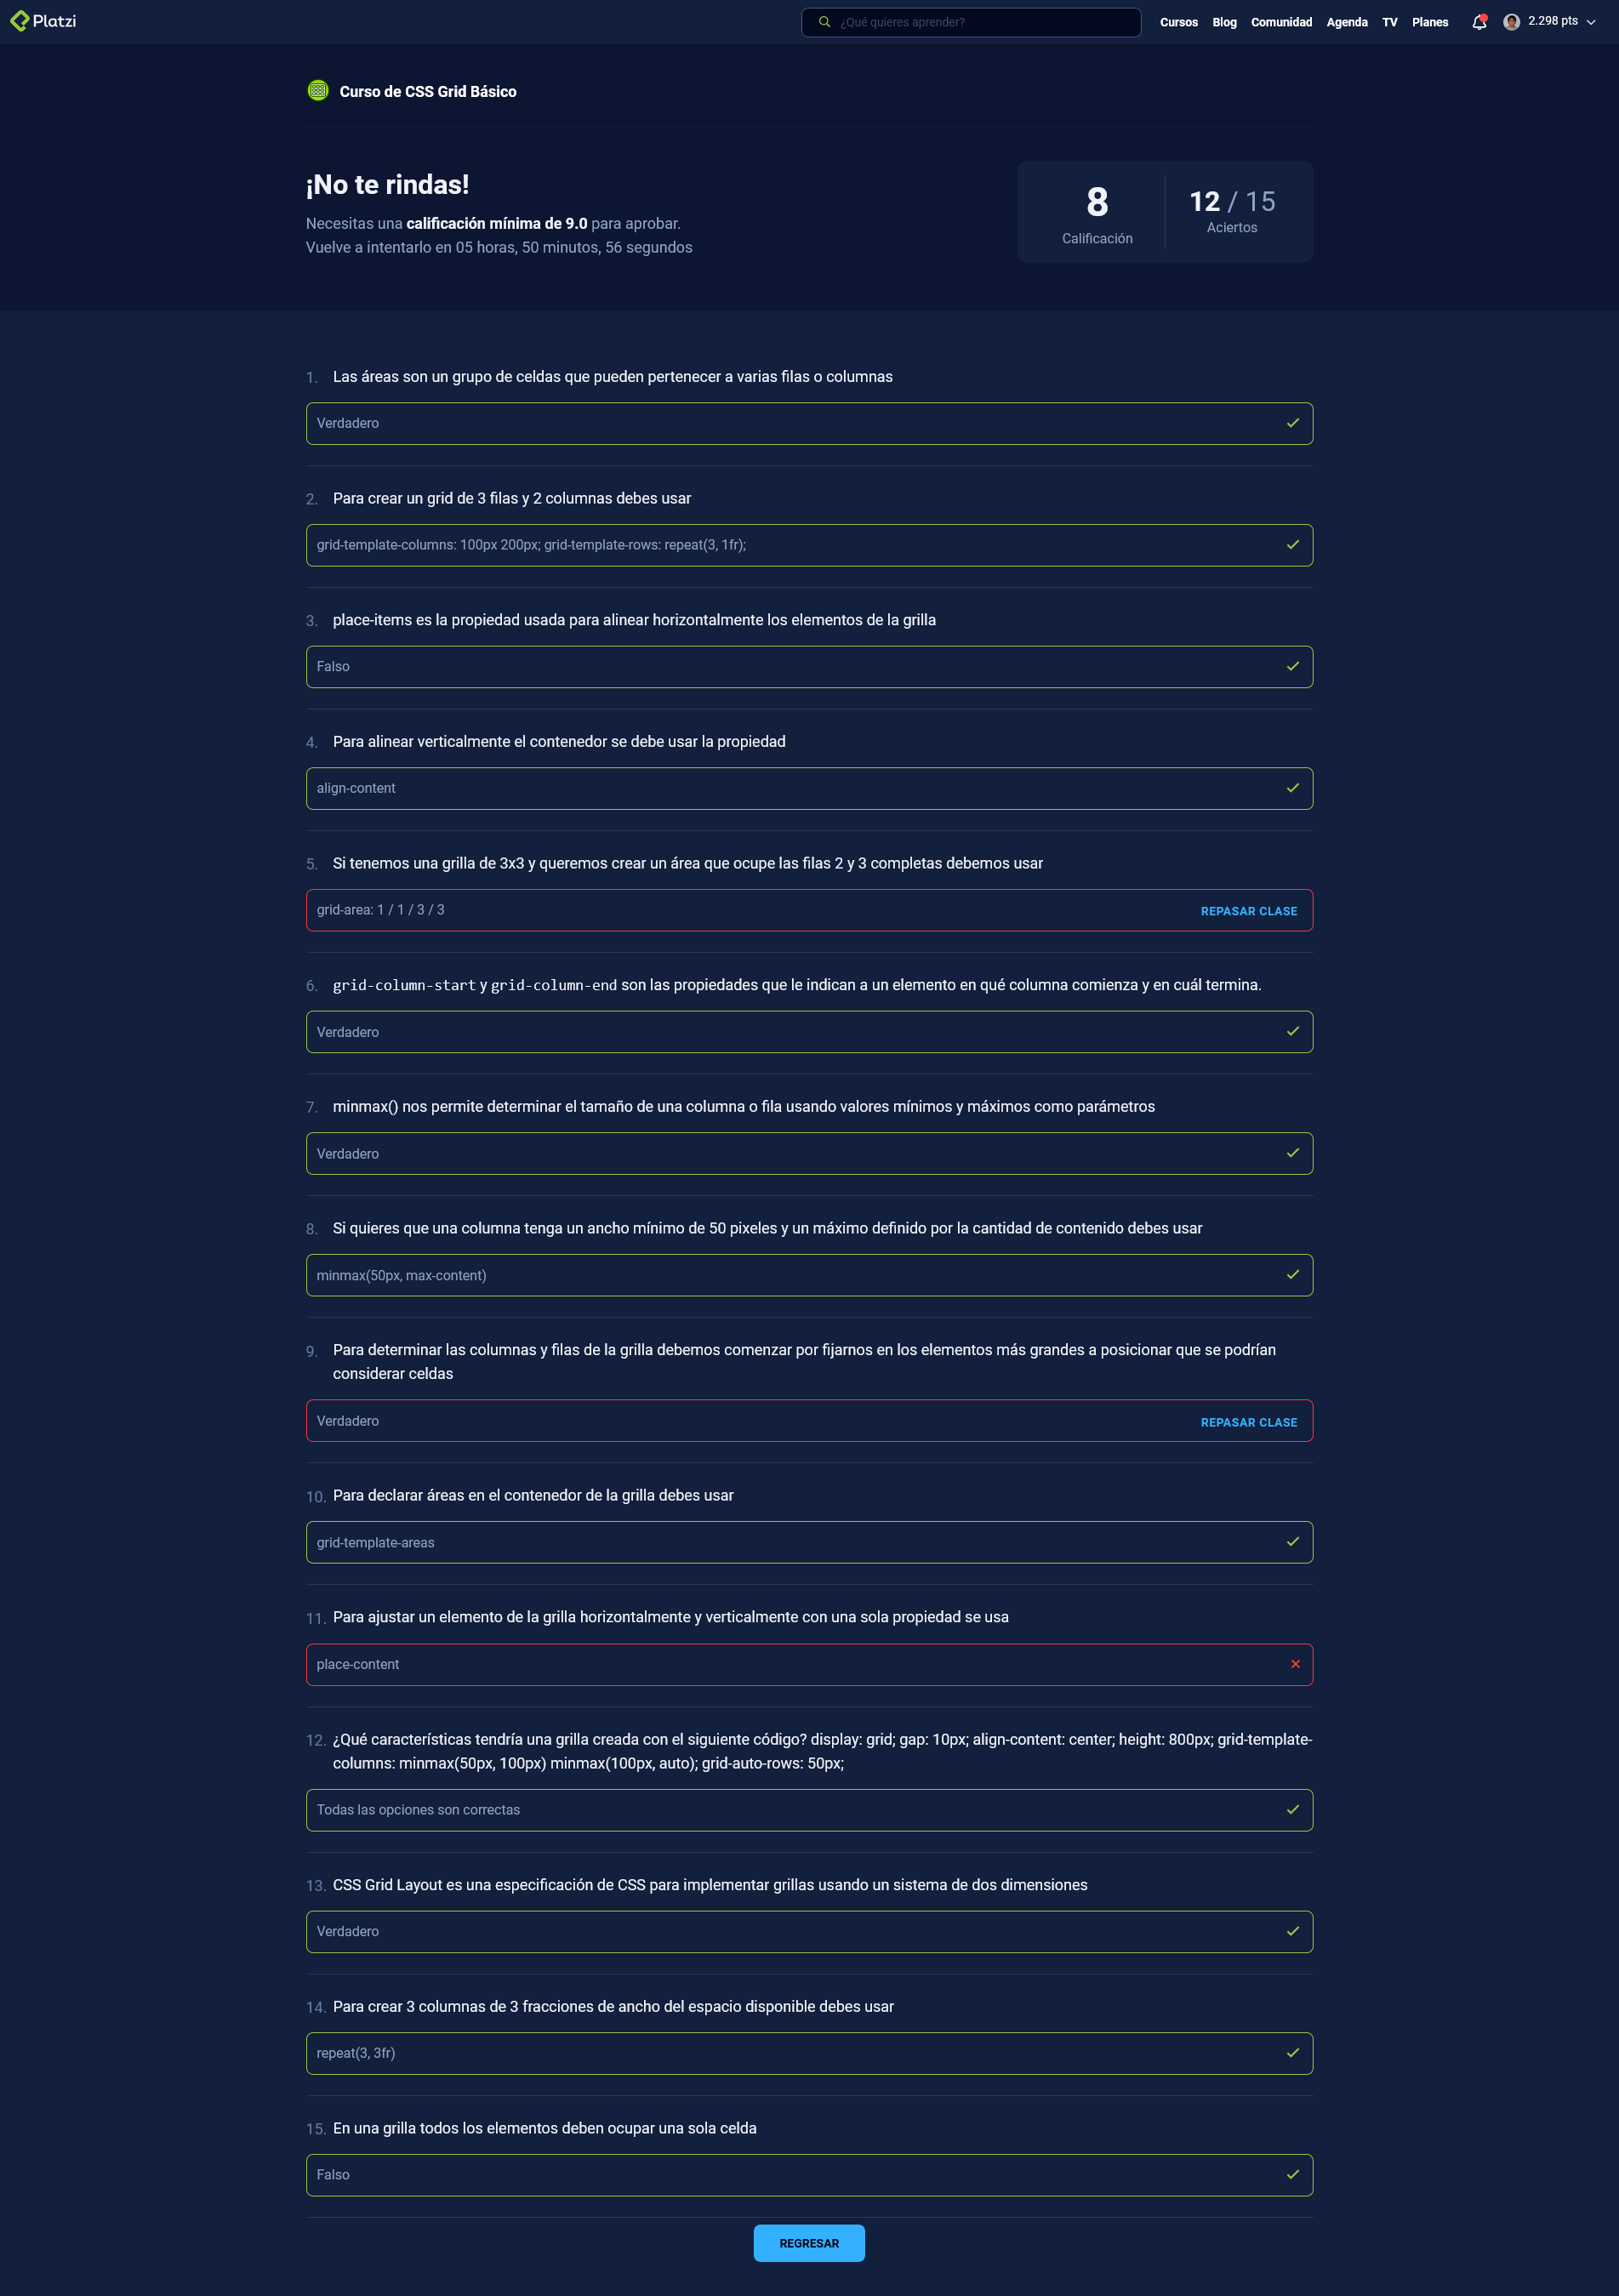 Platzi
¿Qué quieres aprender?
Cursos Blog Comunidad Agenda TV Planes
2.298 pts
Curso de CSS Grid Básico
¡No te rindas!
Necesitas una calificación mínima de 9.0 para aprobar.
Vuelve a intentarlo en 05 horas, 50 minutos, 56 segundos
8
Calificación
12 / 15
Aciertos
1. Las áreas son un grupo de celdas que pueden pertenecer a varias filas o columnas
Verdadero
2. Para crear un grid de 3 filas y 2 columnas debes usar
grid-template-columns: 100px 200px; grid-template-rows: repeat(3, 1fr);
3. place-items es la propiedad usada para alinear horizontalmente los elementos de la grilla
Falso
4. Para alinear verticalmente el contenedor se debe usar la propiedad
align-content
5. Si tenemos una grilla de 3x3 y queremos crear un área que ocupe las filas 2 y 3 completas debemos usar
grid-area: 1 / 1 / 3 / 3
REPASAR CLASE
6. grid-column-start y grid-column-end son las propiedades que le indican a un elemento en qué columna comienza y en cuál termina.
Verdadero
7. minmax() nos permite determinar el tamaño de una columna o fila usando valores mínimos y máximos como parámetros
Verdadero
8. Si quieres que una columna tenga un ancho mínimo de 50 pixeles y un máximo definido por la cantidad de contenido debes usar
minmax(50px, max-content)
9. Para determinar las columnas y filas de la grilla debemos comenzar por fijarnos en los elementos más grandes a posicionar que se podrían
considerar celdas
Verdadero
REPASAR CLASE
10. Para declarar áreas en el contenedor de la grilla debes usar
grid-template-areas
11. Para ajustar un elemento de la grilla horizontalmente y verticalmente con una sola propiedad se usa
place-content
12. ¿Qué características tendría una grilla creada con el siguiente código? display: grid; gap: 10px; align-content: center; height: 800px; grid-template-
columns: minmax(50px, 100px) minmax(100px, auto); grid-auto-rows: 50px;
Todas las opciones son correctas
13. CSS Grid Layout es una especificación de CSS para implementar grillas usando un sistema de dos dimensiones
Verdadero
14. Para crear 3 columnas de 3 fracciones de ancho del espacio disponible debes usar
repeat(3, 3fr)
15. En una grilla todos los elementos deben ocupar una sola celda
Falso
REGRESAR